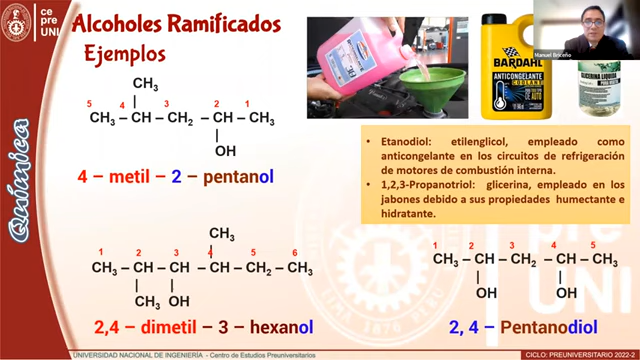 ce
pre
UNI
Química
Alcoholes Ramificados
Ejemplos
CH₃
5 4 3 2 1
CH₃ – CH – CH₂ – CH – CH₃
OH
4 – metil – 2 – pentanol
CH₃
1 2 3 4 5 6
CH₃ – CH – CH – CH – CH₂ – CH₃
CH₃ OH
2,4 – dimetil – 3 – hexanol
BARDAHL
ANTICONGELANTE
COOLANT
GLICERINA LIQUIDA
Manuel Briceño
• Etanodiol: etilenglicol, empleado como
anticongelante en los circuitos de refrigeración
de motores de combustión interna.
• 1,2,3-Propanotriol: glicerina, empleado en los
jabones debido a sus propiedades humectante e
hidratante.
1 2 3 4 5
CH₃ – CH – CH₂ – CH – CH₃
OH OH
2, 4 – Pentanodiol
UNIVERSIDAD NACIONAL DE INGENIERÍA - Centro de Estudios Preuniversitarios
CICLO: PREUNIVERSITARIO 2022-2